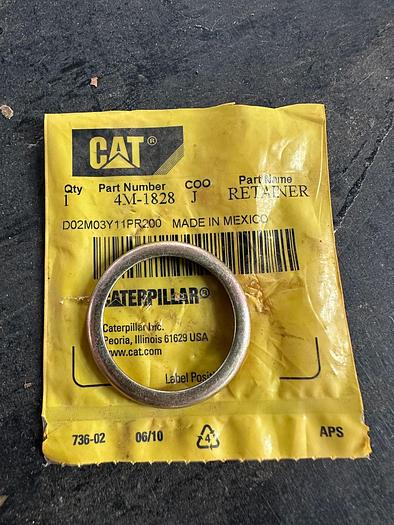 CAT®
Qty Part Number COO Part Name
1 4M-1828 J RETAINER
D02M03Y11PR200 MADE IN MEXICO
CATERPILLAR®
Caterpillar Inc.
Peoria, Illinois 61629 USA
www.cat.com
Label
736-02 06/10 4 APS